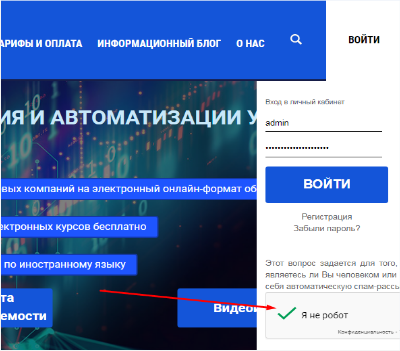 АРИФЫ И ОПЛАТА ИНФОРМАЦИОННЫЙ БЛОГ О НАС
ВОЙТИ
ИЯ И АВТОМАТИЗАЦИИ У
вых компаний на электронный онлайн-формат об
ектронных курсов бесплатно
по иностранному языку
та
емости
Видео
Вход в личный кабинет
admin
ВОЙТИ
Регистрация
Забыли пароль?
Этот вопрос задается для того,
являетесь ли Вы человеком или
себя автоматическую спам-расс
Я не робот
Конфиденциальность -